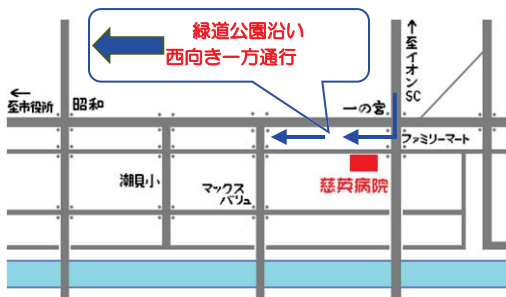 緑道公園沿い
西向き一方通行
↑至イオンSC
←
至市役所
昭和
一の宮
ファミリーマート
潮見小
マックス
バリュ
慈英病院